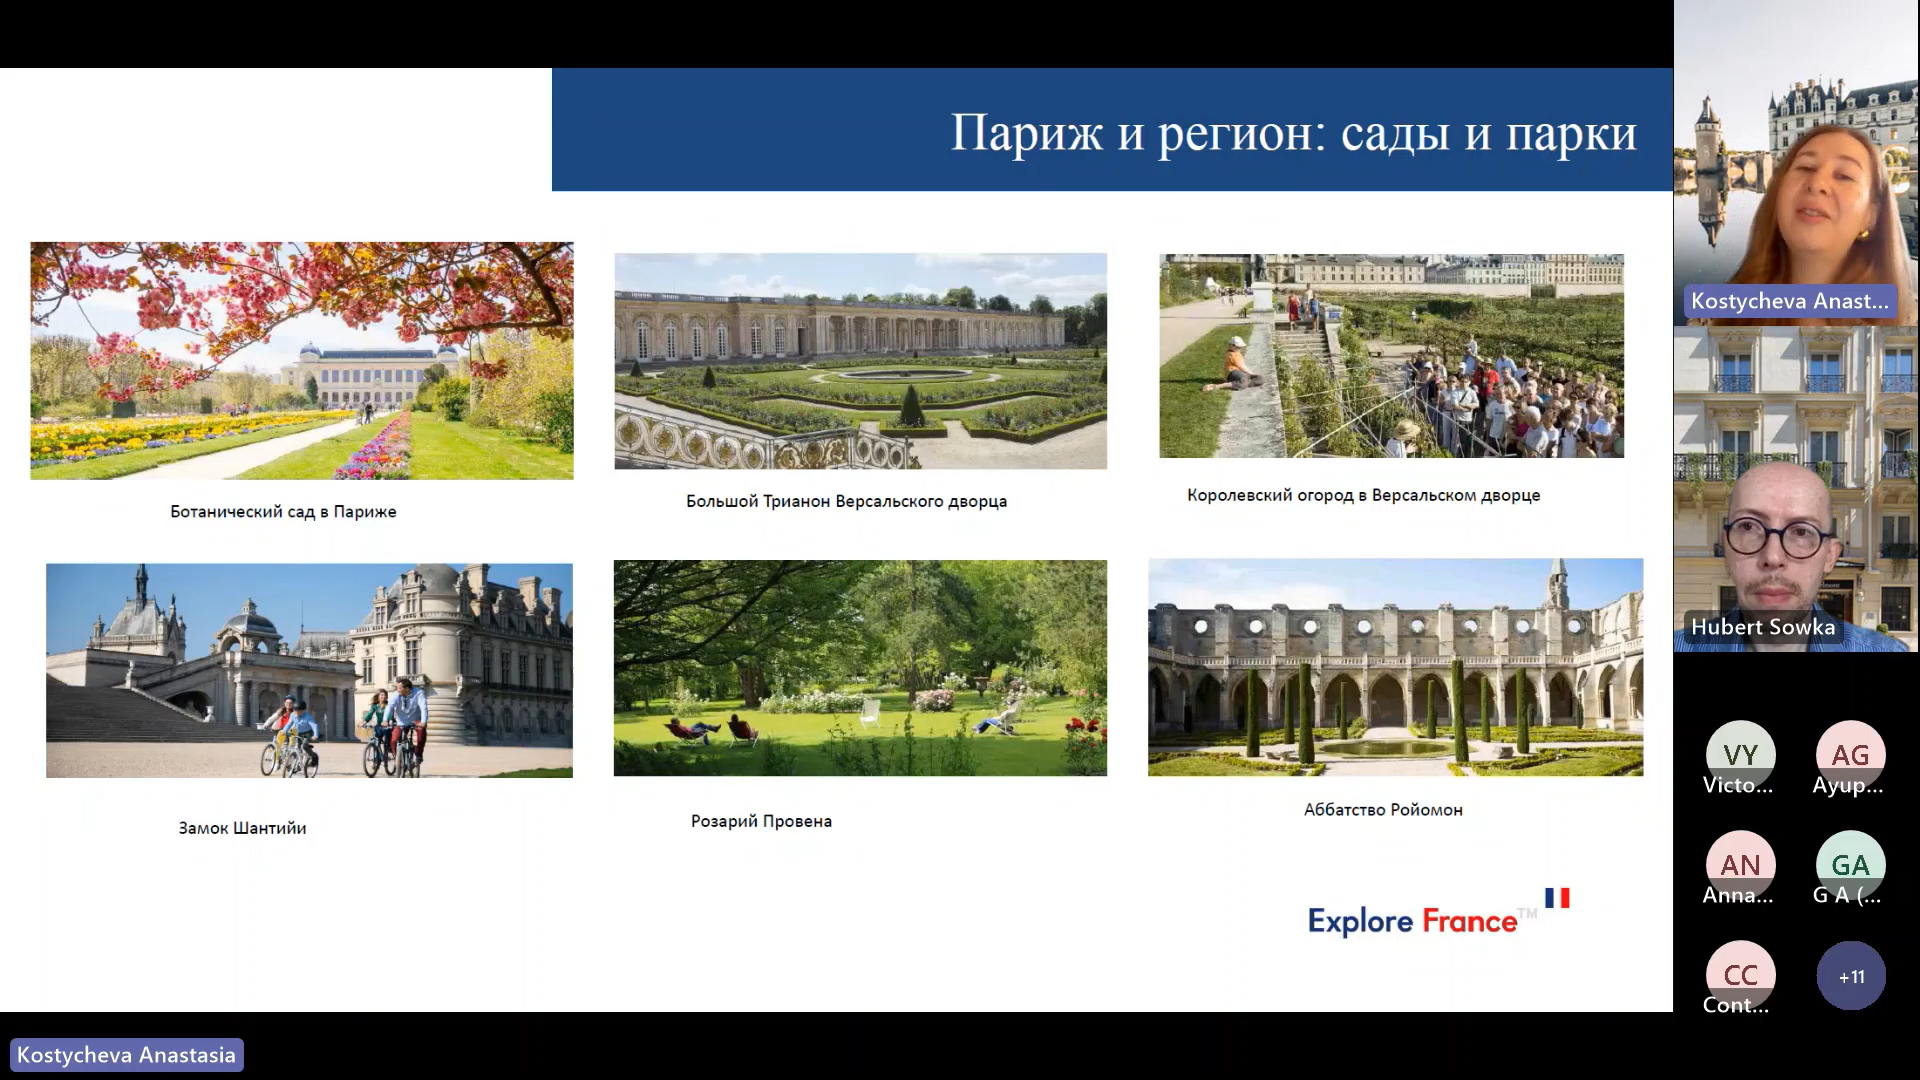 Париж и регион: сады и парки
Ботанический сад в Париже
Большой Трианон Версальского дворца
Королевский огород в Версальском дворце
Замок Шантийи
Розарий Провена
Аббатство Ройомон
Explore France™
Kostycheva Anast...
Hubert Sowka
VY
Victo...
AG
Ayup...
AN
Anna...
GA
G A (...
CC
Cont...
+11
Kostycheva Anastasia